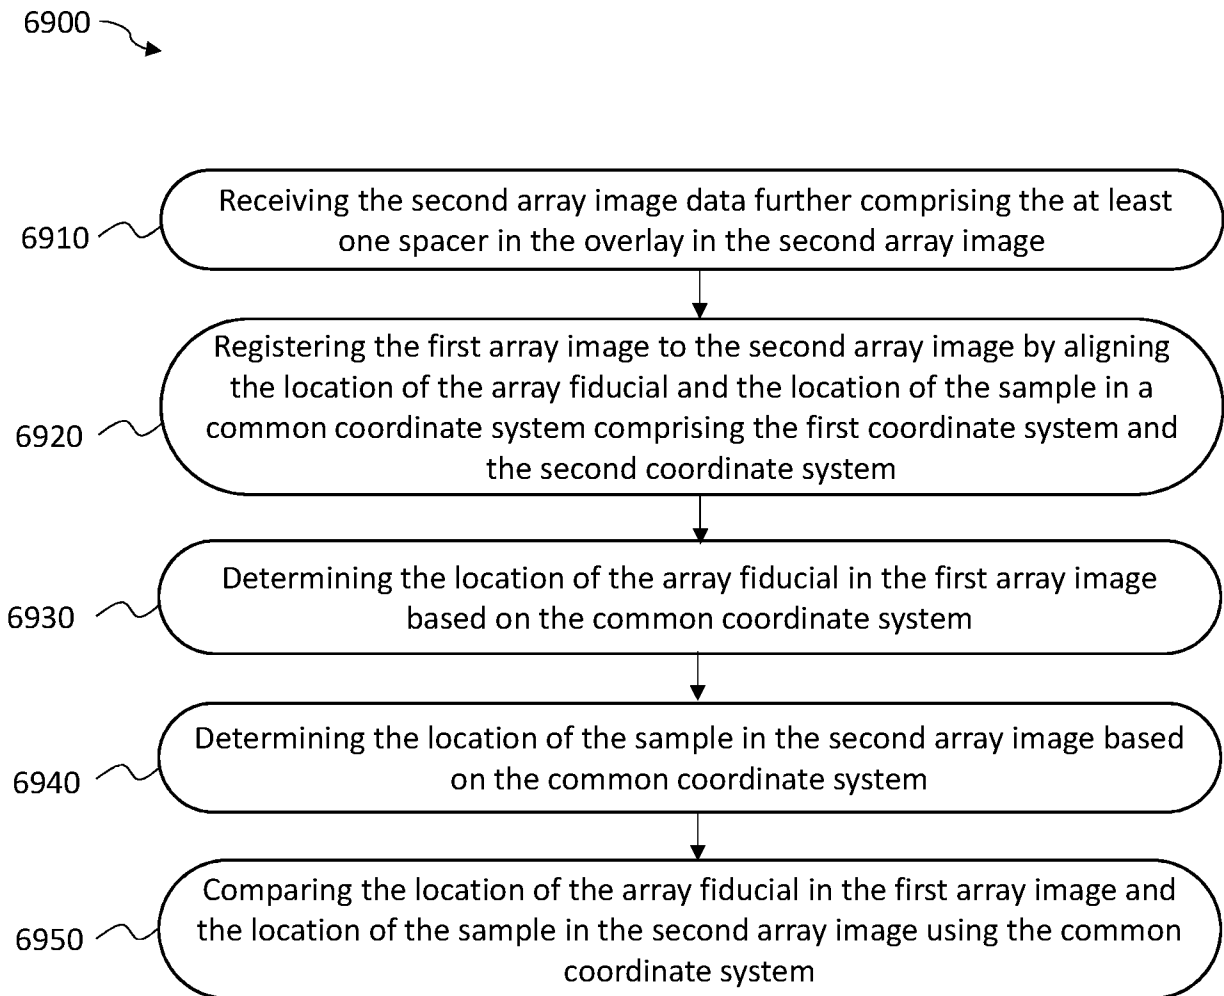 6900
6910
Receiving the second array image data further comprising the at least
one spacer in the overlay in the second array image
6920
Registering the first array image to the second array image by aligning
the location of the array fiducial and the location of the sample in a
common coordinate system comprising the first coordinate system and
the second coordinate system
6930
Determining the location of the array fiducial in the first array image
based on the common coordinate system
6940
Determining the location of the sample in the second array image based
on the common coordinate system
6950
Comparing the location of the array fiducial in the first array image and
the location of the sample in the second array image using the common
coordinate system